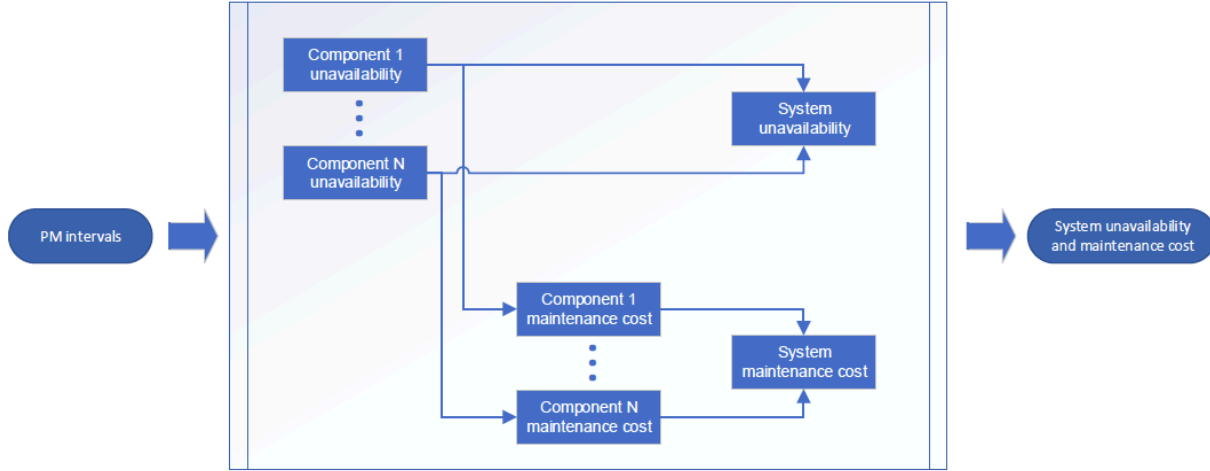 Component 1
unavailability
Component N
unavailability
System
unavailability
PM intervals
System unavailability
and maintenance cost
Component 1
maintenance cost
Component N
maintenance cost
System
maintenance cost